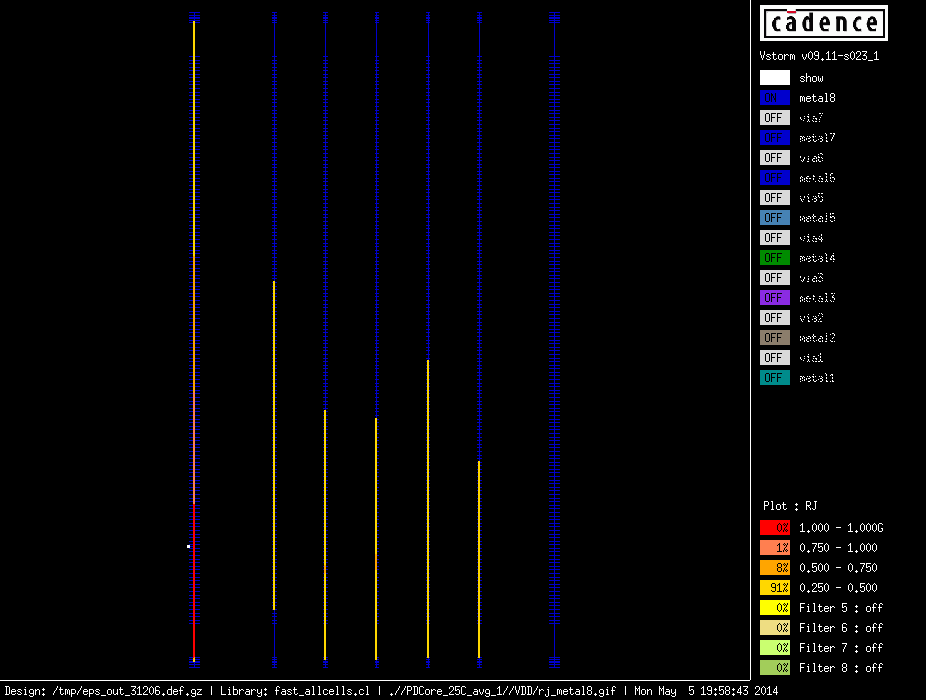 cādence
Vstorm v09.11-s023_1
show
metal8
OFF via7
metal7
OFF via6
metal6
OFF via5
OFF metal5
OFF via4
OFF metal4
OFF via3
OFF metal3
OFF via2
OFF metal2
OFF via1
OFF metal1
Plot : RJ
0% 1.000 - 1.000G
1% 0.750 - 1.000
8% 0.500 - 0.750
91% 0.250 - 0.500
0% Filter 5 : off
0% Filter 6 : off
0% Filter 7 : off
0% Filter 8 : off
Design: /tmp/eps_out_31206.def.gz | Library: fast_allcells.cl | .//PDCore_25C_avg_1//VDD/rj_metal8.gif | Mon May  5 19:58:43 2014